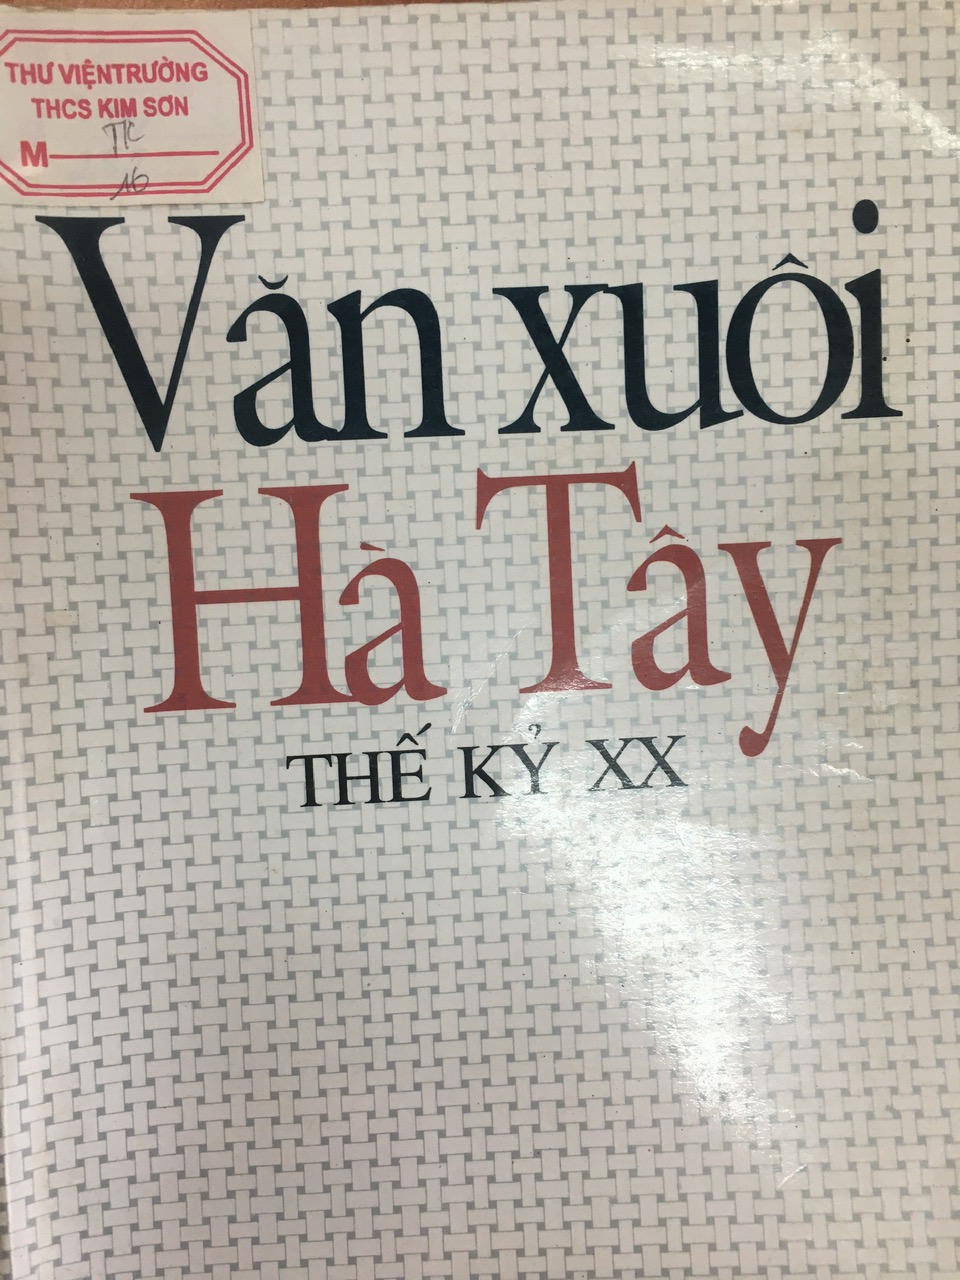 THƯ VIỆNTRƯỜNG
THCS KIM SƠN
TK
M
16
Văn xuôi
Hà Tây
THẾ KỶ XX